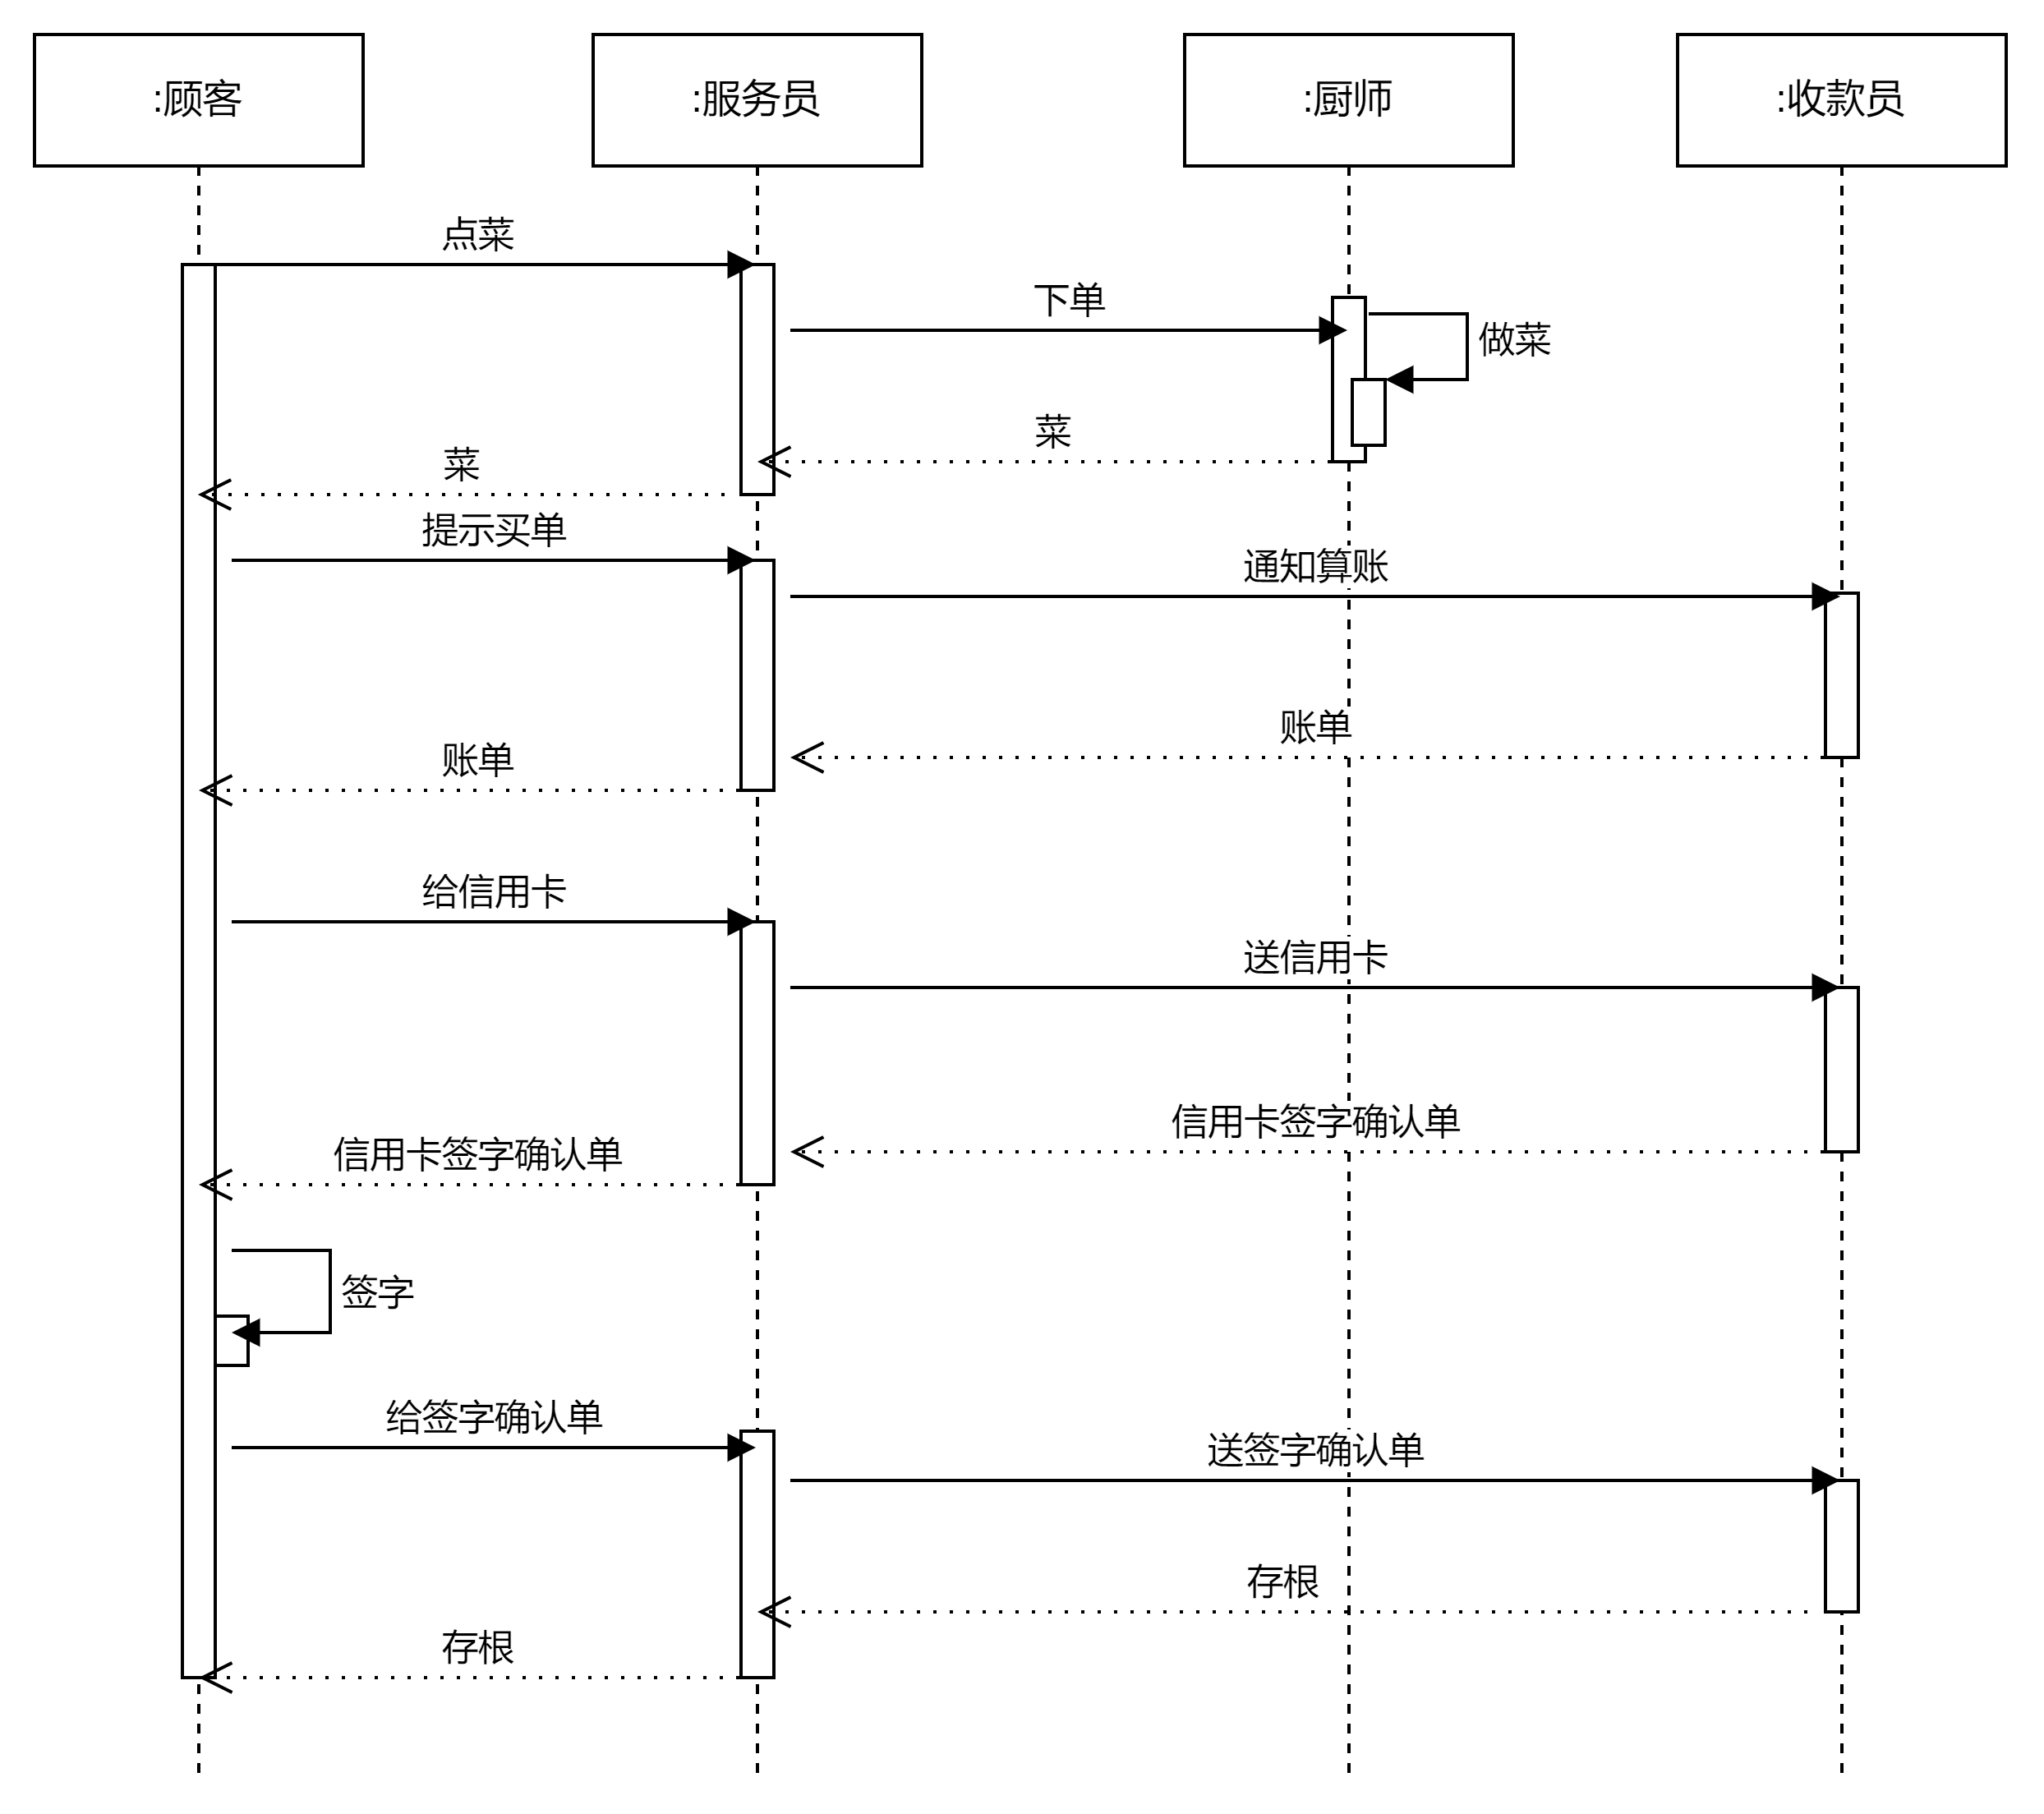 :顾客
:服务员
:厨师
:收款员
点菜
下单
做菜
菜
菜
提示买单
通知算账
账单
账单
给信用卡
送信用卡
信用卡签字确认单
信用卡签字确认单
签字
给签字确认单
送签字确认单
存根
存根